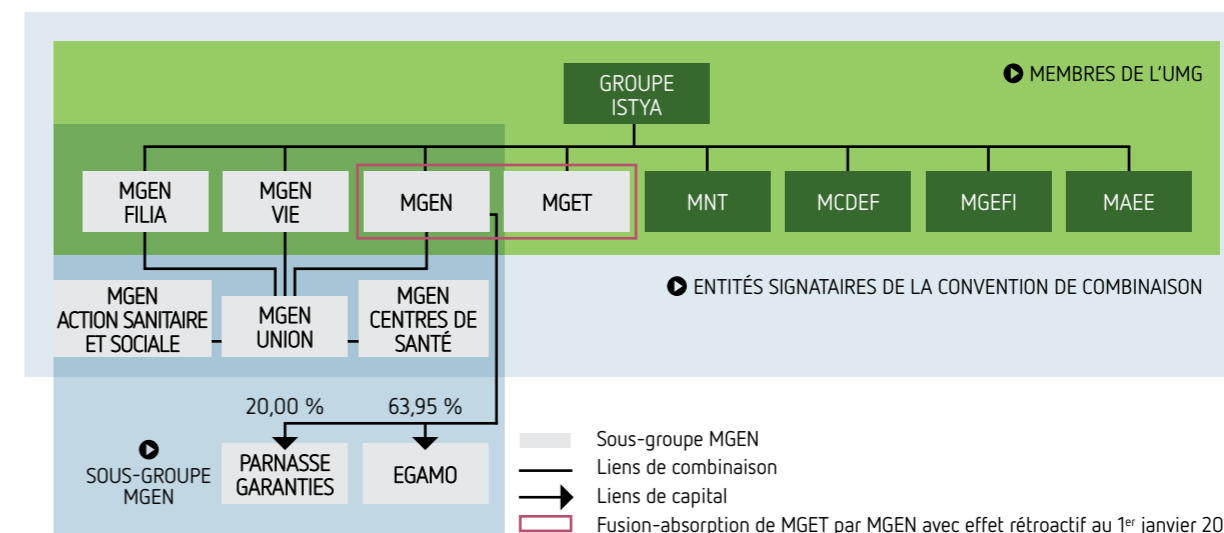 MEMBRES DE L'UMG
GROUPE
ISTYA
MGEN
FILIA
MGEN
VIE
MGEN
MGET
MNT
MCDEF
MGEFI
MAEE
ENTITÉS SIGNATAIRES DE LA CONVENTION DE COMBINAISON
MGEN
ACTION SANITAIRE
ET SOCIALE
MGEN
UNION
MGEN
CENTRES DE
SANTÉ
20,00 %
63,95 %
SOUS-GROUPE
MGEN
PARNASSE
GARANTIES
EGAMO
Sous-groupe MGEN
Liens de combinaison
Liens de capital
Fusion-absorption de MGET par MGEN avec effet rétroactif au 1er janvier 20